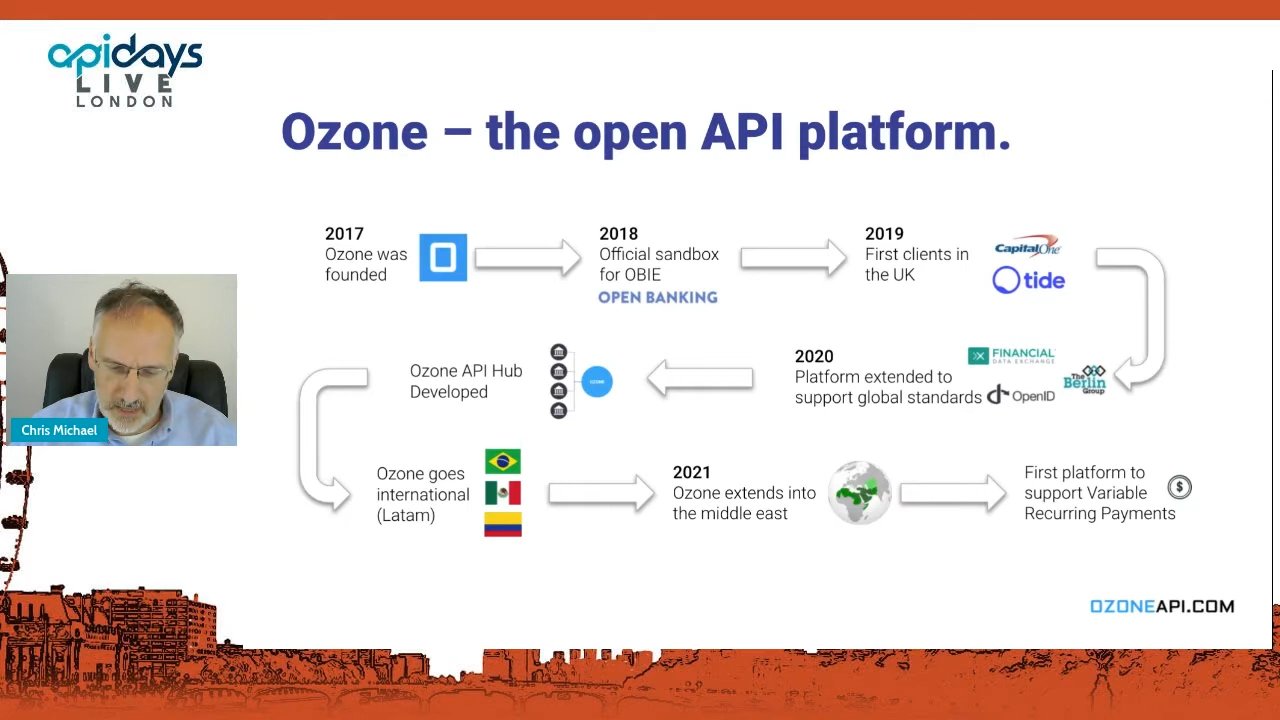 apidays
LIVE
LONDON
Ozone – the open API platform.
2017
Ozone was
founded
2018
Official sandbox
for OBIE
OPEN BANKING
2019
First clients in
the UK
Capital One
tide
Ozone API Hub
Developed
OZONE
2020
Platform extended to
support global standards
FINANCIAL
DATA EXCHANGE
OpenID
The
Berlin
Group
Chris Michael
Ozone goes
international
(Latam)
2021
Ozone extends into
the middle east
First platform to
support Variable
Recurring Payments
$
OZONEAPI.COM